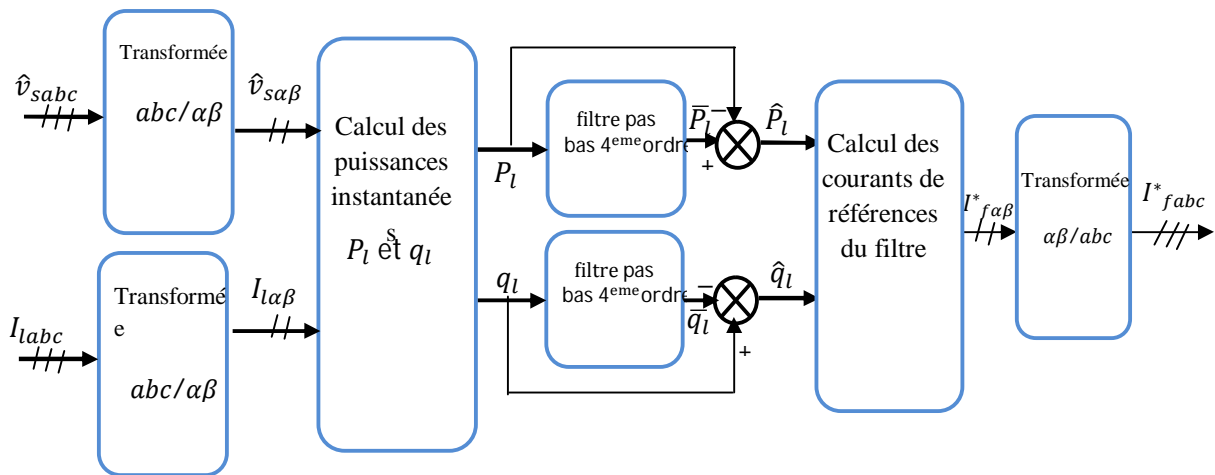 Transformée
abc/αβ
v̂sabc
v̂sαβ
Transformé
e
abc/αβ
Ilabc
Ilαβ
Calcul des
puissances
instantanée
s
Pl et ql
Pl
ql
filtre pas
bas 4eme ordre
P̄l
−
+
P̂l
filtre pas
bas 4eme ordre
−
q̄l
+
q̂l
Calcul des
courants de
références
du filtre
I*fαβ
Transformée
αβ/abc
I*fabc